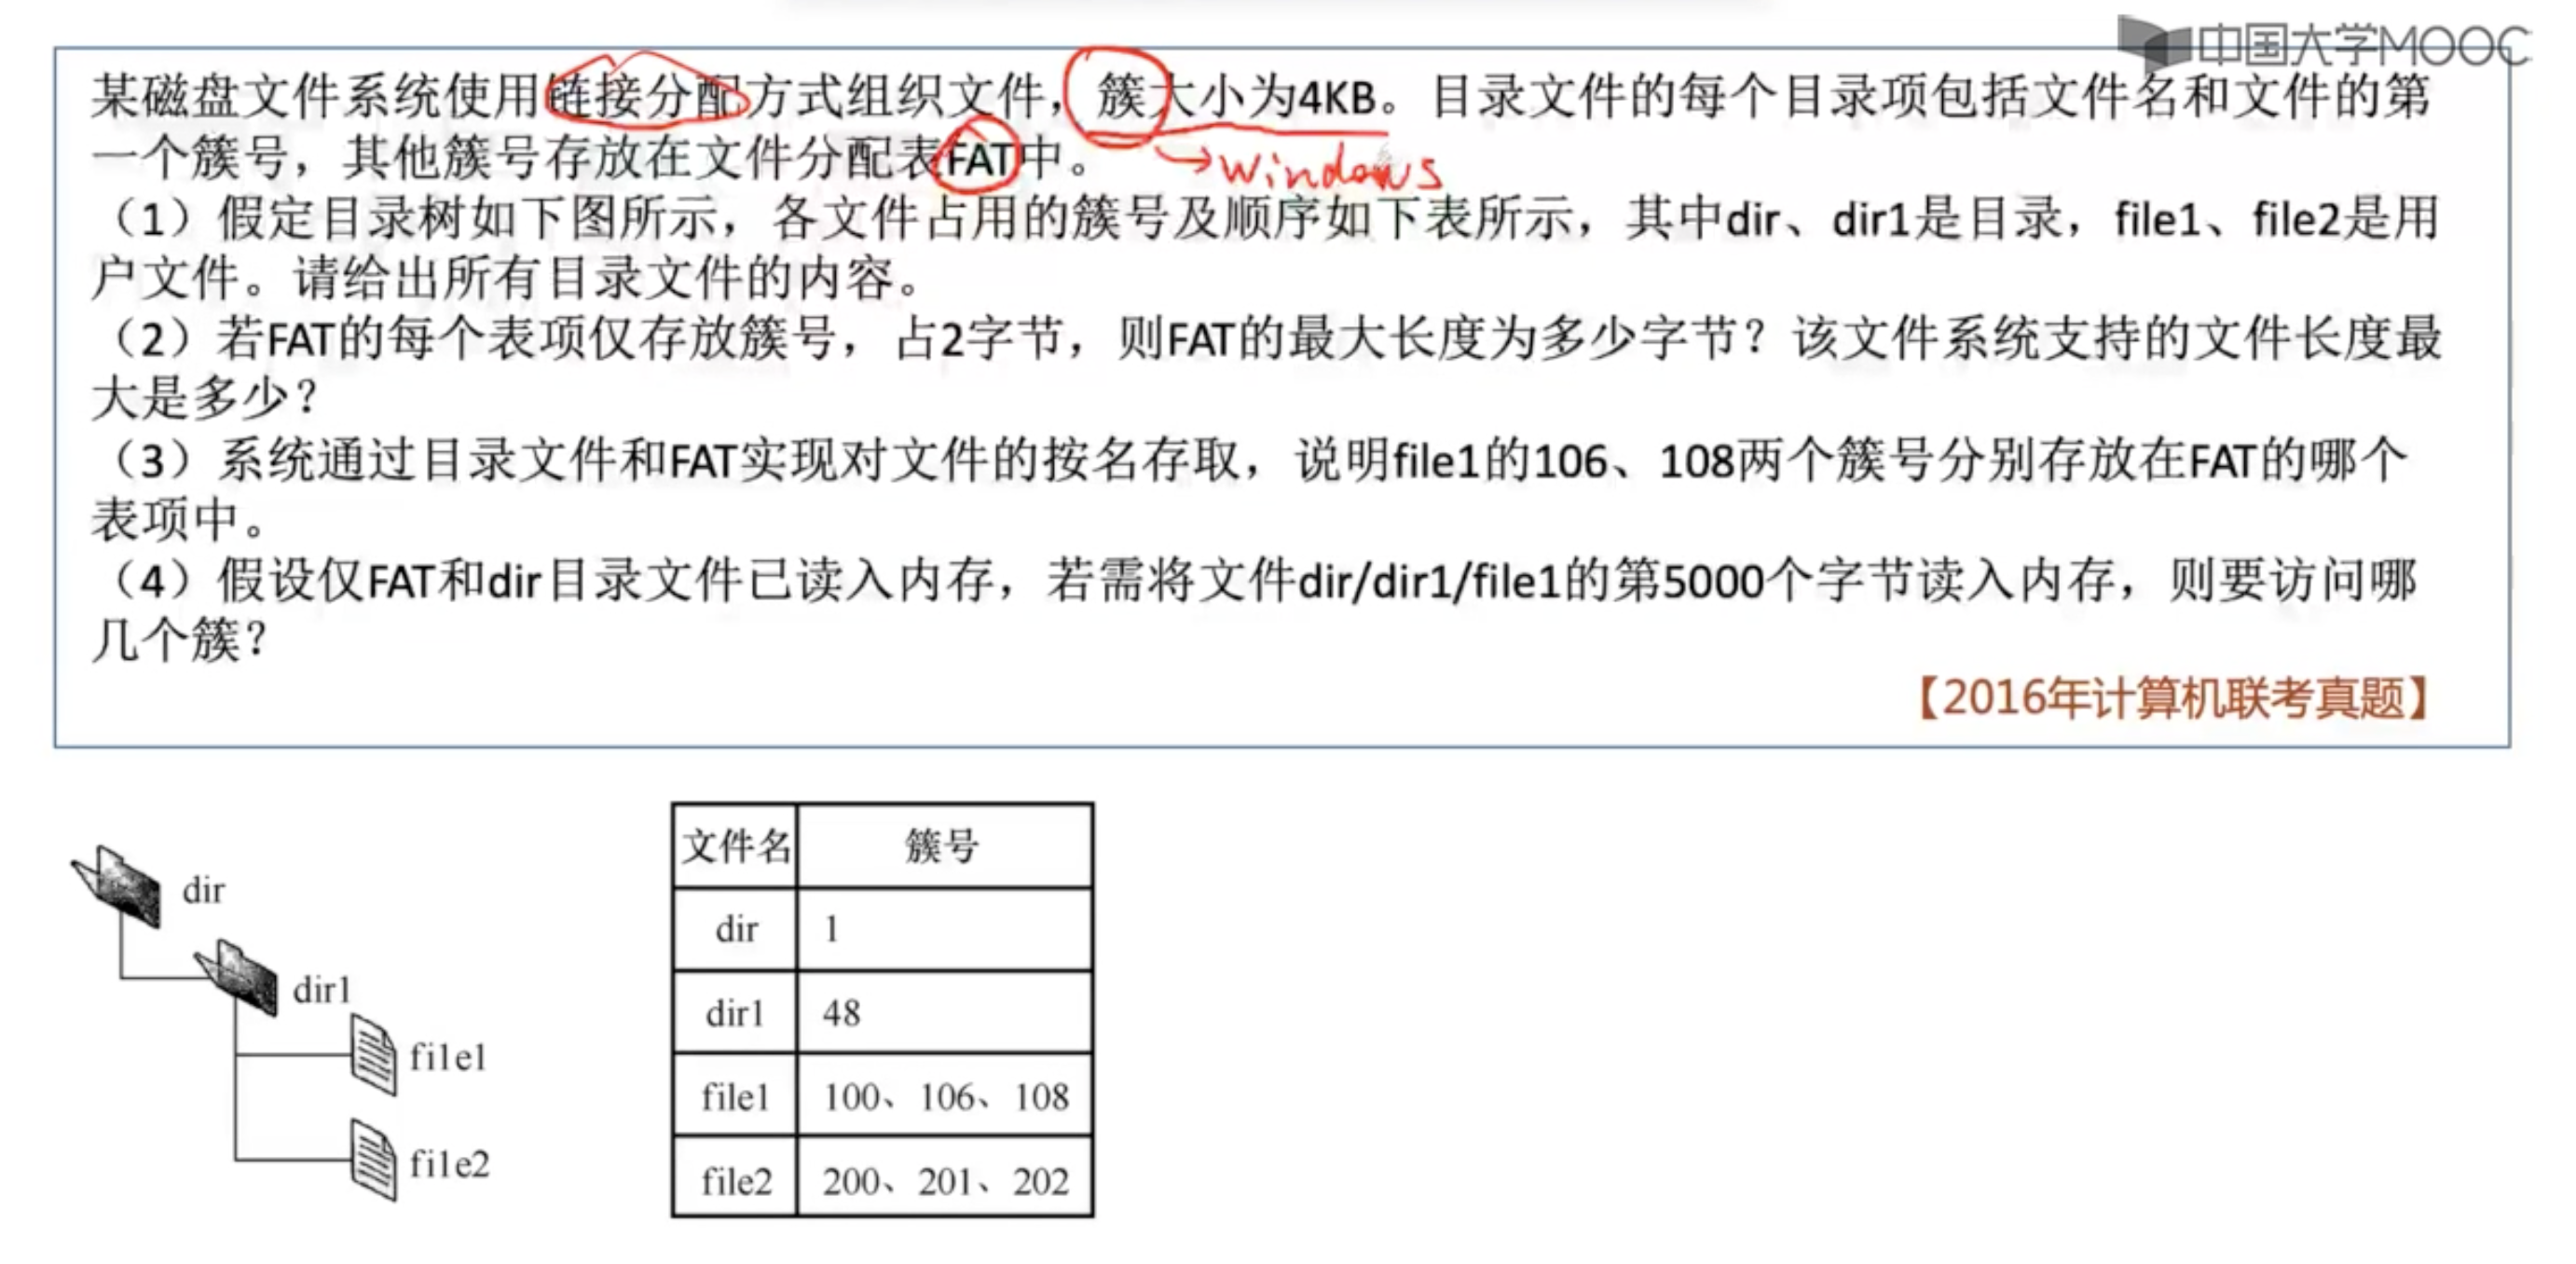 中国大学MOOC
某磁盘文件系统使用链接分配方式组织文件，簇大小为4KB。目录文件的每个目录项包括文件名和文件的第
一个簇号，其他簇号存放在文件分配表FAT中。
→windows
（1）假定目录树如下图所示，各文件占用的簇号及顺序如下表所示，其中dir、dir1是目录，file1、file2是用
户文件。请给出所有目录文件的内容。
（2）若FAT的每个表项仅存放簇号，占2字节，则FAT的最大长度为多少字节？该文件系统支持的文件长度最
大是多少？
（3）系统通过目录文件和FAT实现对文件的按名存取，说明file1的106、108两个簇号分别存放在FAT的哪个
表项中。
（4）假设仅FAT和dir目录文件已读入内存，若需将文件dir/dir1/file1的第5000个字节读入内存，则要访问哪
几个簇？
【2016年计算机联考真题】
dir
dir1
file1
file2
文件名 簇号
dir 1
dir1 48
file1 100、106、108
file2 200、201、202